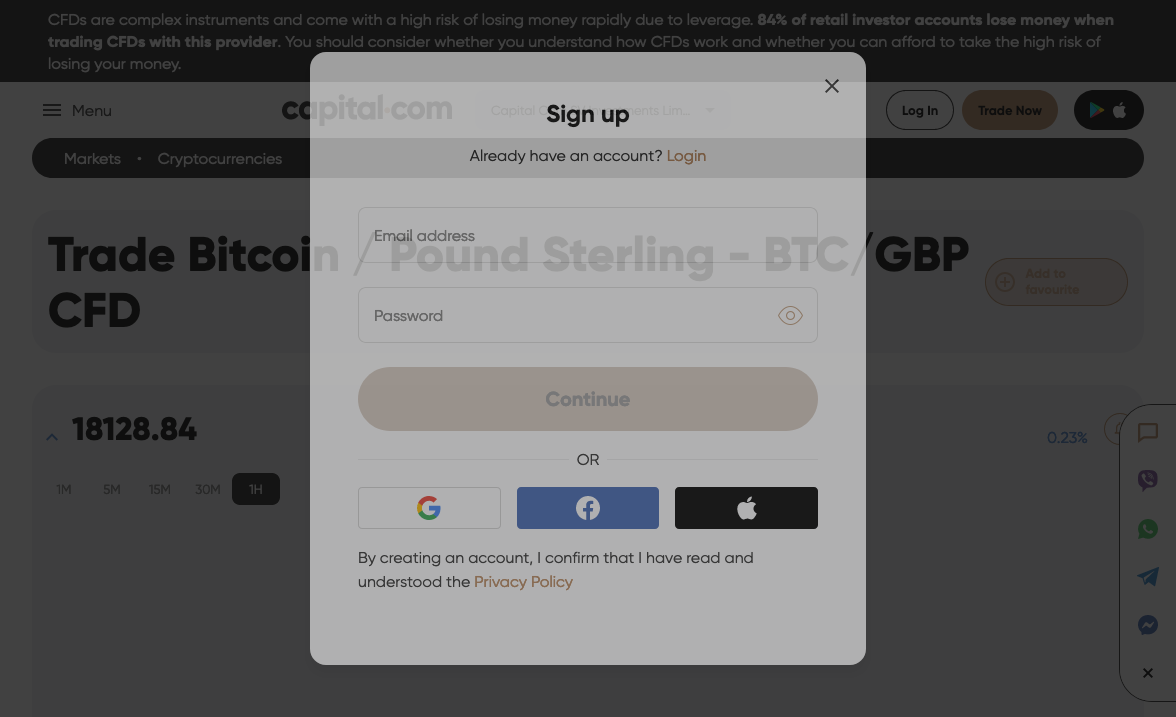 CFDs are complex instruments and come with a high risk of losing money rapidly due to leverage. 84% of retail investor accounts lose money when
trading CFDs with this provider. You should consider whether you understand how CFDs work and whether you can afford to take the high risk of
losing your money.
Menu
capital.com
Log In
Trade Now
Markets • Cryptocurrencies
Trade Bitcoin / Pound Sterling - BTC/GBP
CFD
Add to
favourite
18128.84
0.23%
1M 5M 15M 30M 1H
Sign up
Already have an account? Login
Email address
Password
Continue
OR
By creating an account, I confirm that I have read and
understood the Privacy Policy